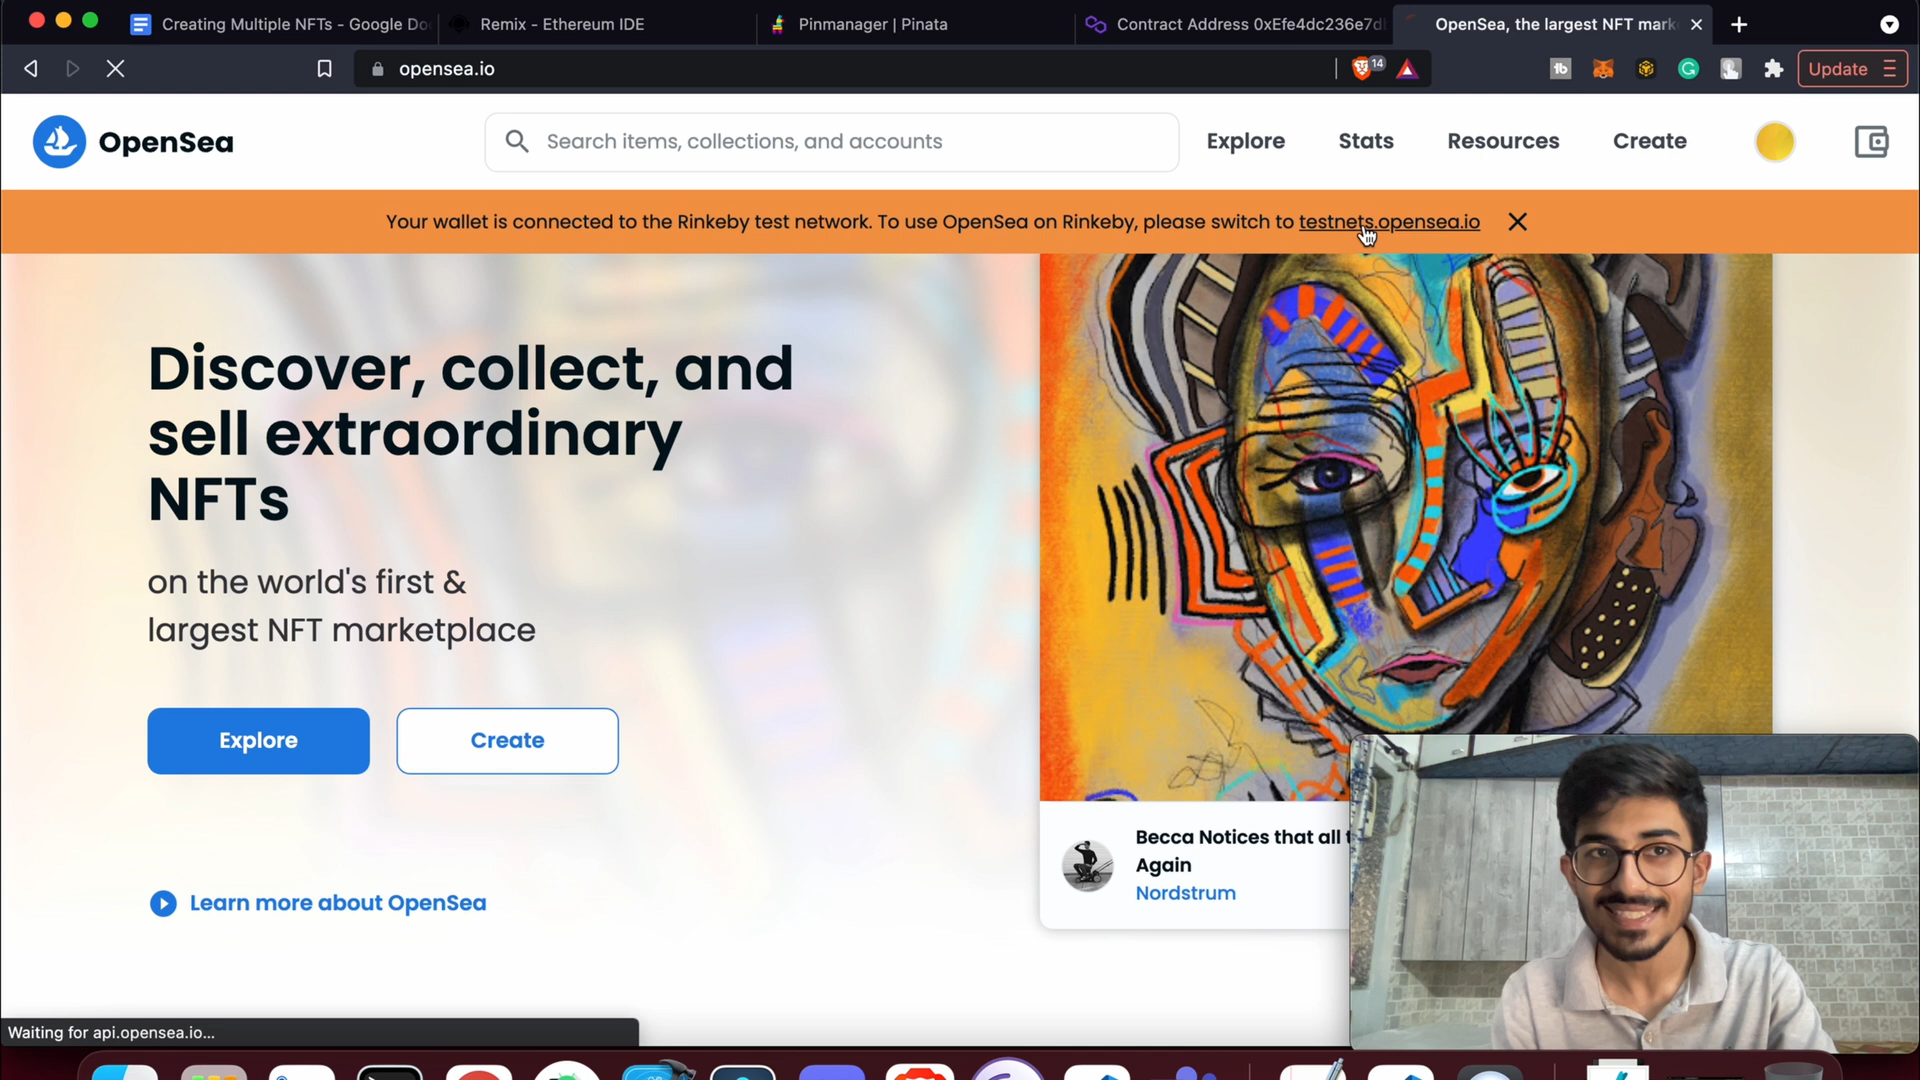 Creating Multiple NFTs - Google Do
Remix - Ethereum IDE
Pinmanager | Pinata
Contract Address 0xEfe4dc236e7d
OpenSea, the largest NFT mark
opensea.io
14
Update
OpenSea
Search items, collections, and accounts
Explore
Stats
Resources
Create
Your wallet is connected to the Rinkeby test network. To use OpenSea on Rinkeby, please switch to testnets.opensea.io
Discover, collect, and
sell extraordinary
NFTs
on the world's first &
largest NFT marketplace
Explore
Create
Learn more about OpenSea
Becca Notices that all
Again
Nordstrum
Waiting for api.opensea.io...